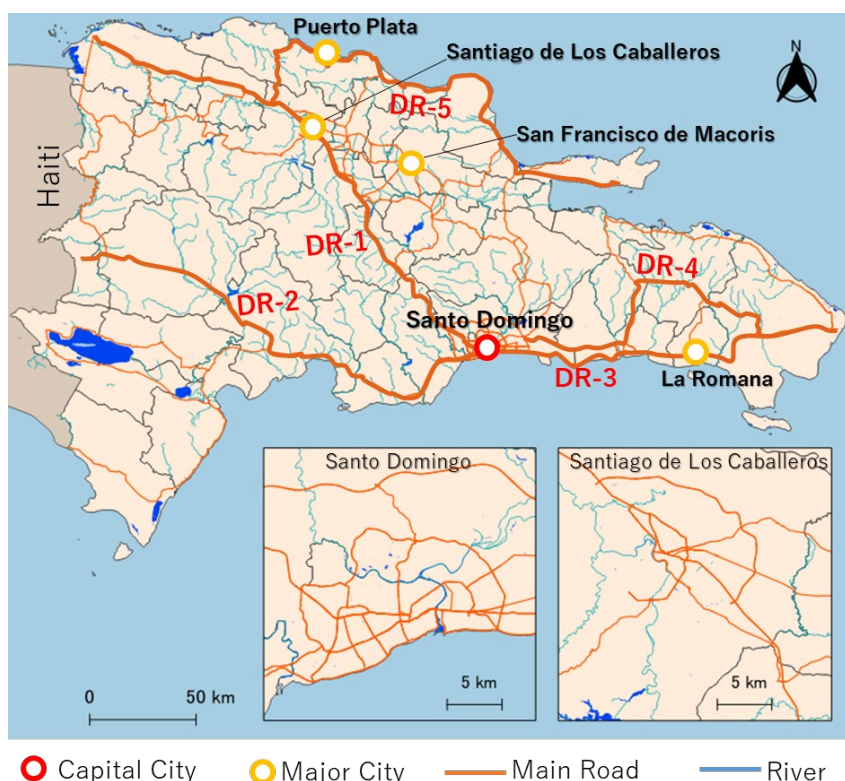 Puerto Plata
Santiago de Los Caballeros
N
DR-5
San Francisco de Macoris
Haiti
DR-1
DR-4
DR-2
Santo Domingo
DR-3
La Romana
Santo Domingo
Santiago de Los Caballeros
0 50 km
5 km
5 km
Capital City Major City Main Road River